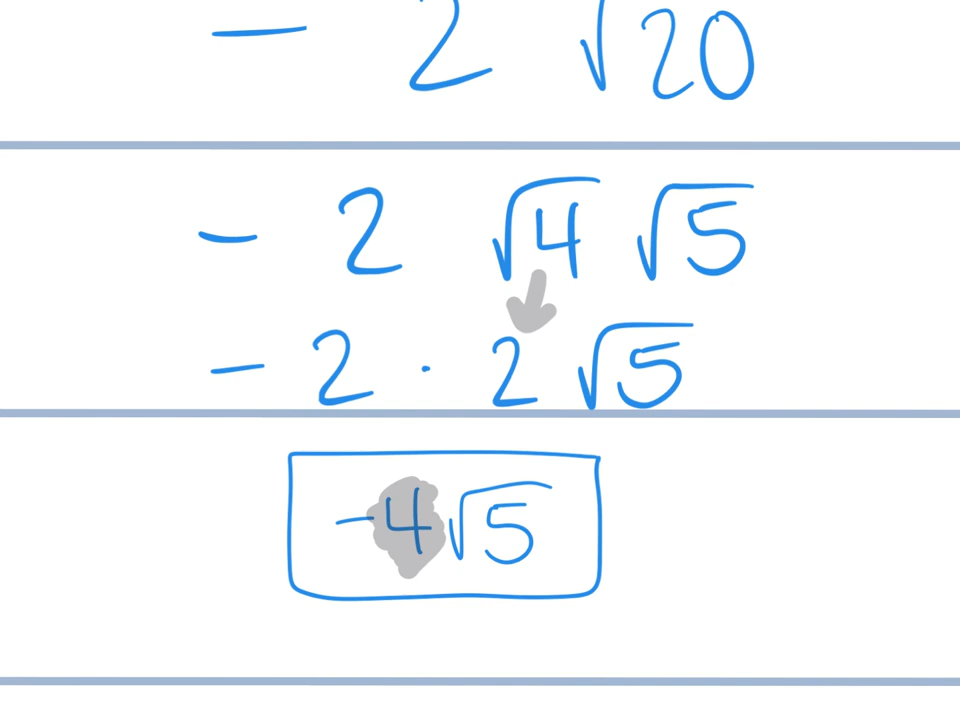 - 2 √20
- 2 √4 √5
- 2 · 2 √5
-4√5